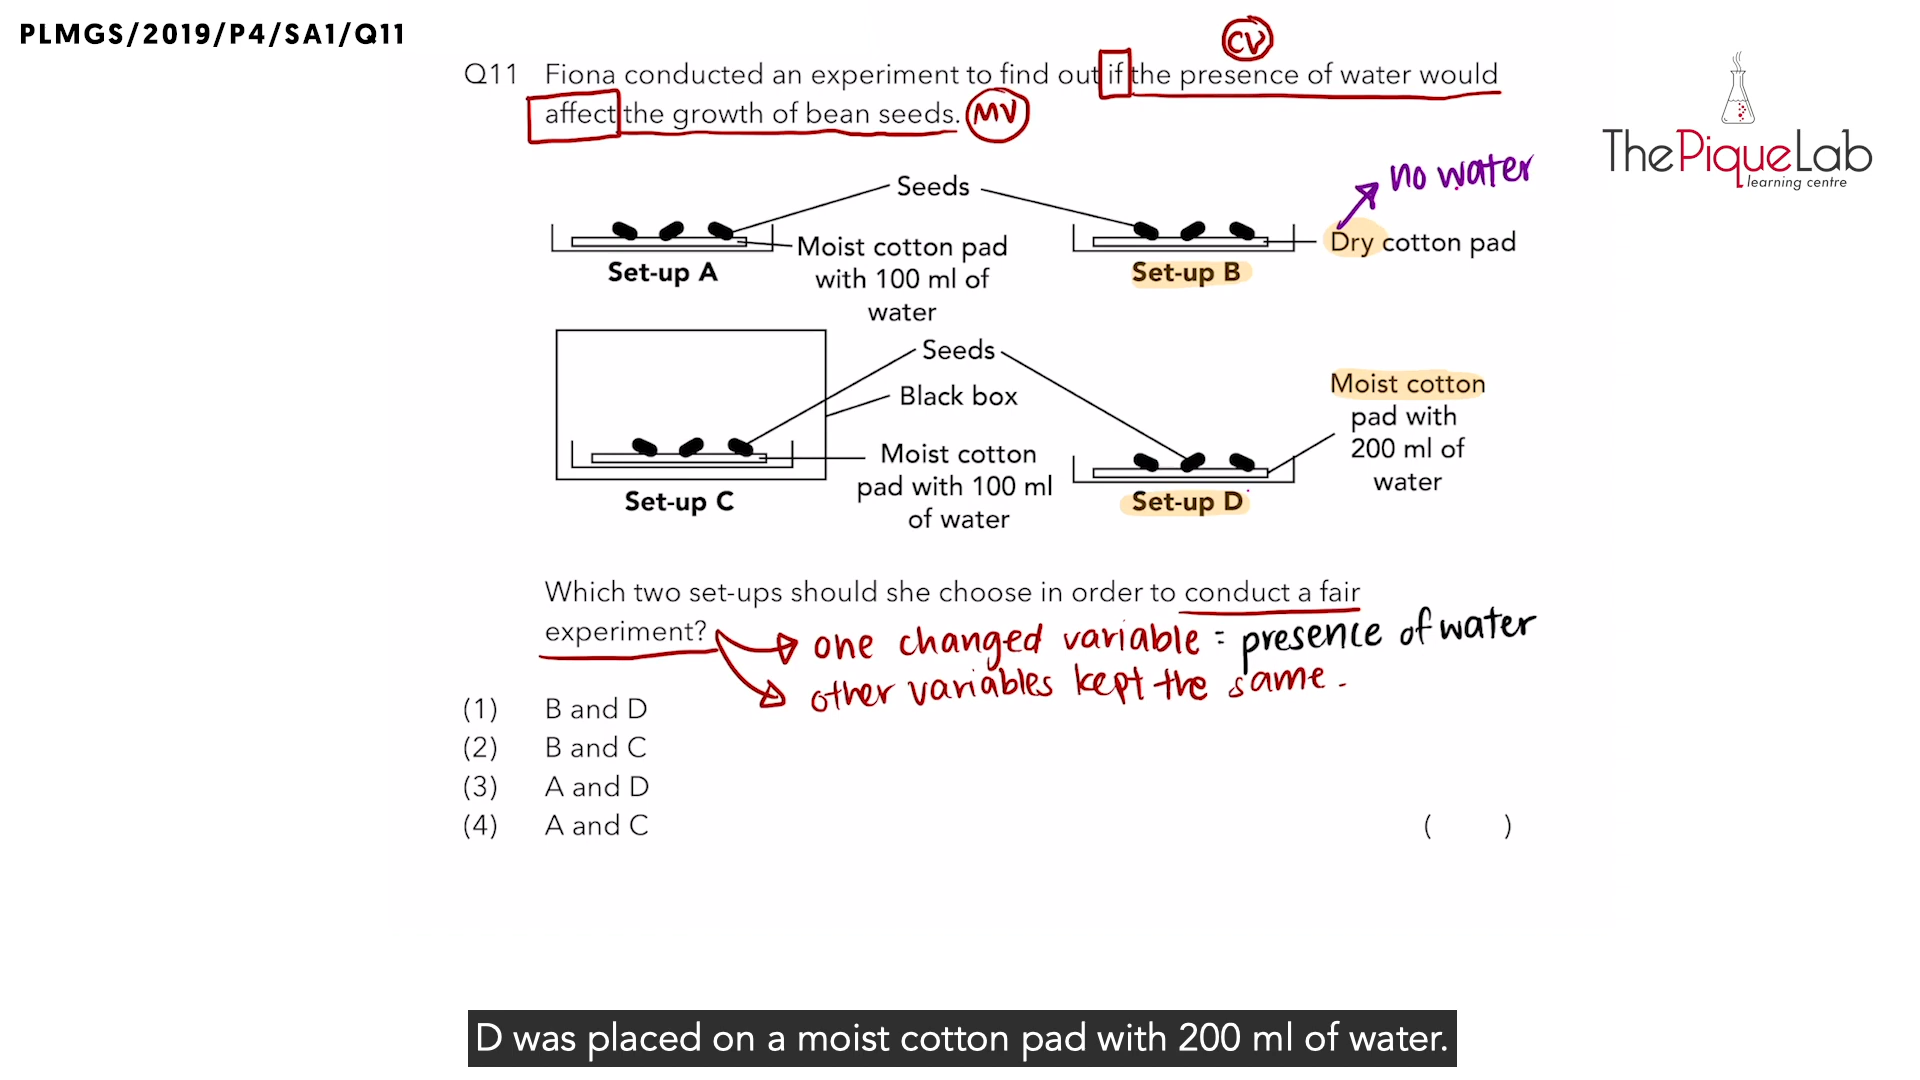 PLMGS/2019/P4/SA1/Q11
CV
Q11 Fiona conducted an experiment to find out if the presence of water would
affect the growth of bean seeds. MV
ThePiqueLab
learning centre
no water
Seeds
Moist cotton pad
with 100 ml of
water
Dry cotton pad
Set-up A
Set-up B
Seeds
Black box
Moist cotton
pad with 100 ml
of water
Moist cotton
pad with
200 ml of
water
Set-up C
Set-up D
Which two set-ups should she choose in order to conduct a fair
experiment?
one changed variable = presence of water
other variables kept the same.
(1) B and D
(2) B and C
(3) A and D
(4) A and C ( )
D was placed on a moist cotton pad with 200 ml of water.